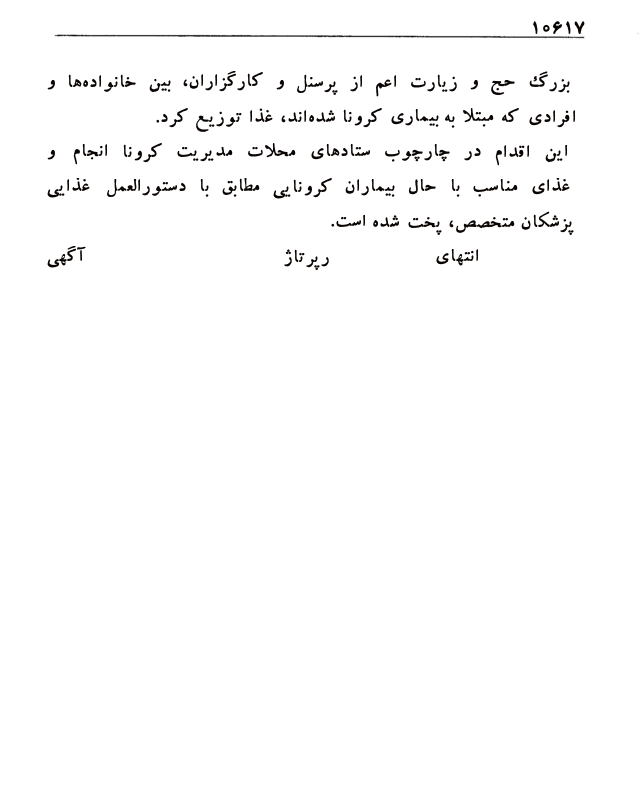 ۱۰۶۱۷
بزرگ حج و زیارت اعم از پرسنل و کارگزاران، بین خانواده‌ها و
افرادی که مبتلا به بیماری کرونا شده‌اند، غذا توزیع کرد.
این اقدام در چارچوب ستادهای محلات مدیریت کرونا انجام و
غذای مناسب با حال بیماران کرونایی مطابق با دستورالعمل غذایی
پزشکان متخصص، پخت شده است.
انتهای رپرتاژ آگهی